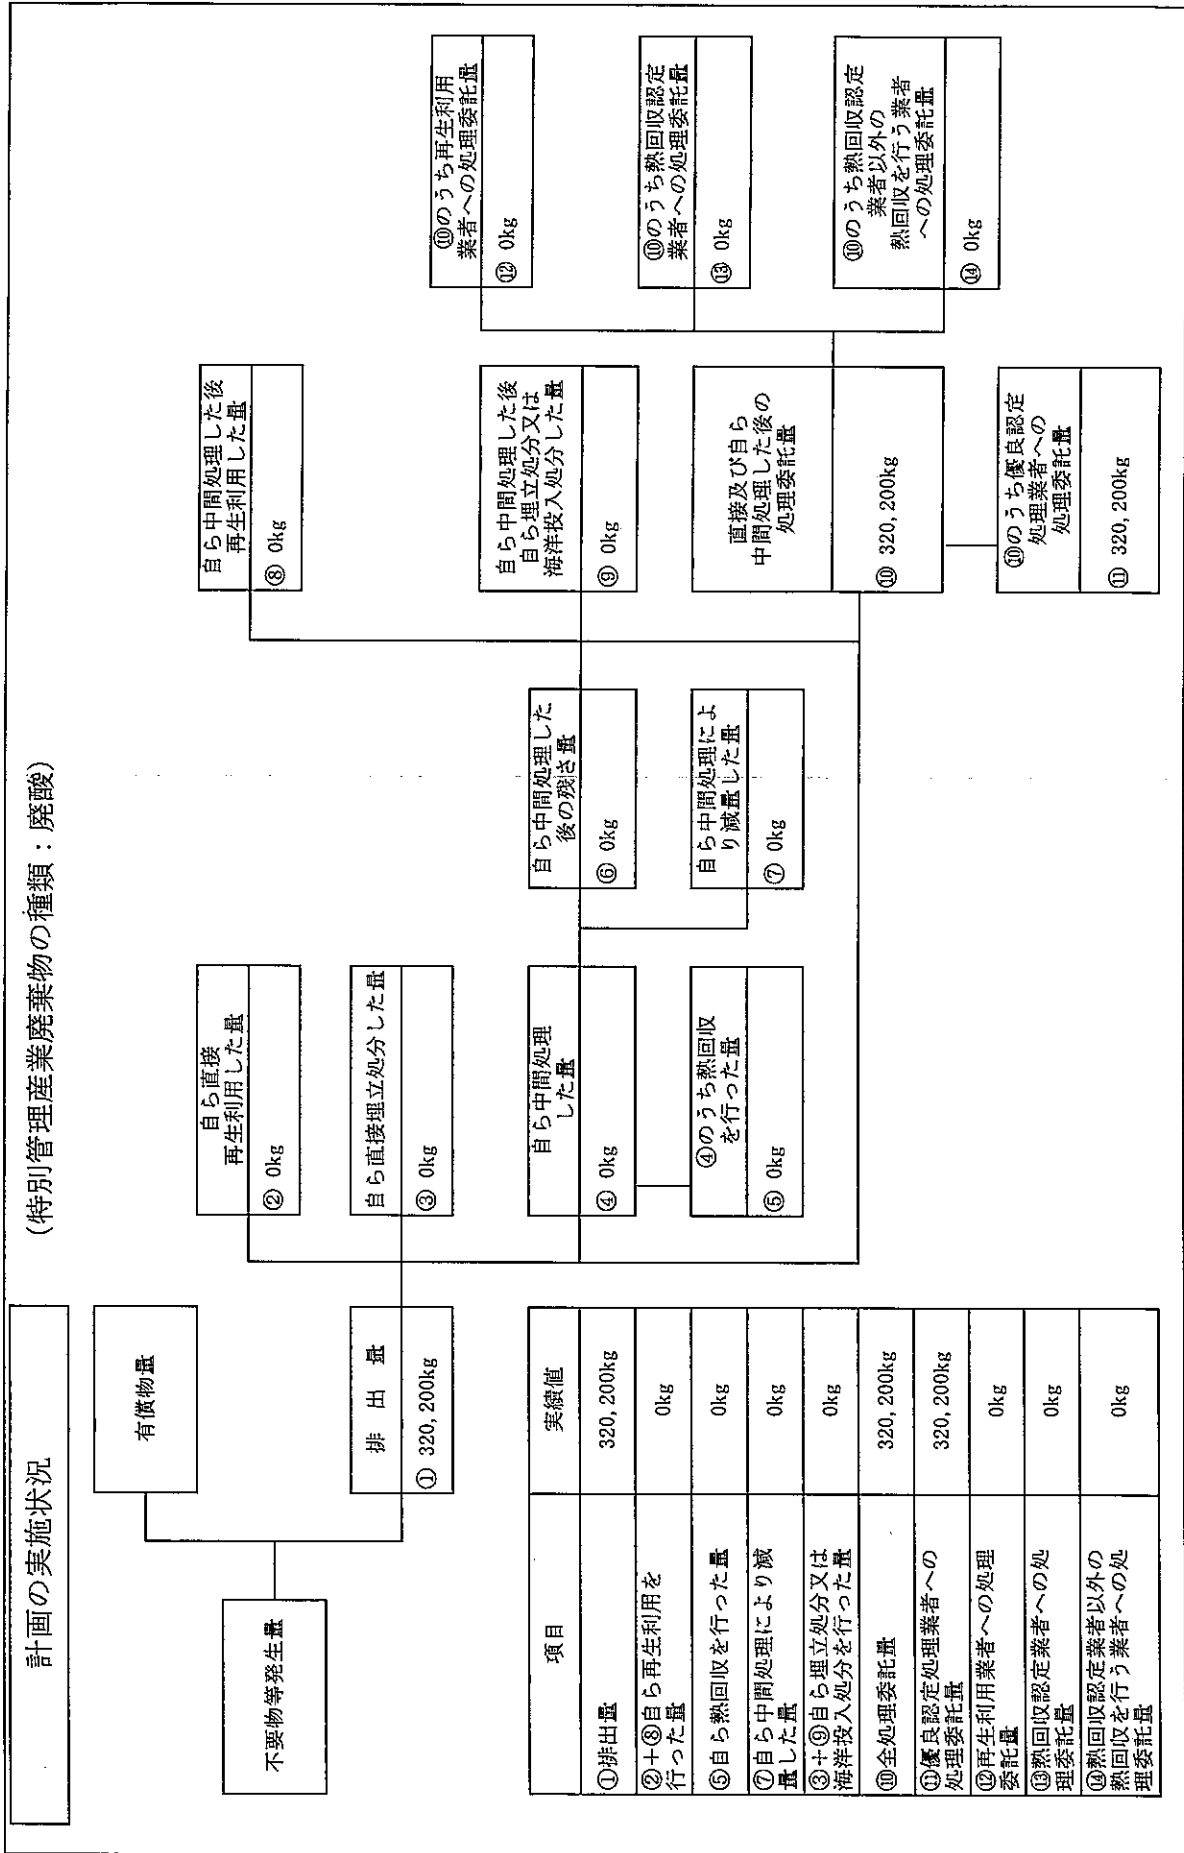 計画の実施状況
(特別管理産業廃棄物の種類：廃酸)
不要物等発生量
有償物量
排 出 量
① 320,200kg
自ら直接
再生利用した量
② 0kg
自ら直接埋立処分した量
③ 0kg
自ら中間処理
した量
④ 0kg
④のうち熱回収
を行った量
⑤ 0kg
自ら中間処理した
後の残さ量
⑥ 0kg
自ら中間処理によ
り減量した量
⑦ 0kg
自ら中間処理した後
再生利用した量
⑧ 0kg
自ら中間処理した後
自ら埋立処分又は
海洋投入処分した量
⑨ 0kg
直接及び自ら
中間処理した後の
処理委託量
⑩ 320,200kg
⑩のうち優良認定
処理業者への
処理委託量
⑪ 320,200kg
⑩のうち再生利用
業者への処理委託量
⑫ 0kg
⑩のうち熱回収認定
業者への処理委託量
⑬ 0kg
⑩のうち熱回収認定
業者以外の
熱回収を行う業者
への処理委託量
⑭ 0kg
項目 実績値
①排出量 320,200kg
②＋⑧自ら再生利用を
行った量 0kg
⑤自ら熱回収を行った量 0kg
⑦自ら中間処理により減
量した量 0kg
③＋⑨自ら埋立処分又は
海洋投入処分を行った量 0kg
⑩全処理委託量 320,200kg
⑪優良認定処理業者への
処理委託量 320,200kg
⑫再生利用業者への処理
委託量 0kg
⑬熱回収認定業者への処
理委託量 0kg
⑭熱回収認定業者以外の
熱回収を行う業者への処
理委託量 0kg